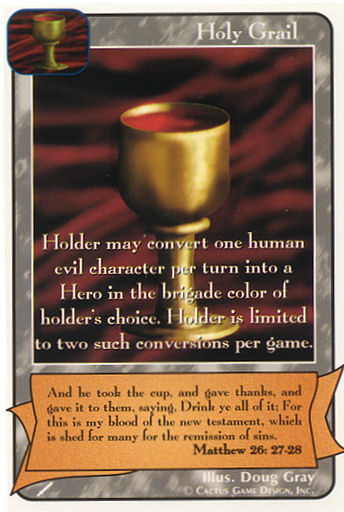 Holy Grail
Holder may convert one human
evil character per turn into a
Hero in the brigade color of
holder's choice. Holder is limited
to two such conversions per game.
And he took the cup, and gave thanks, and
gave it to them, saying, Drink ye all of it; For
this is my blood of the new testament, which
is shed for many for the remission of sins.
Matthew 26: 27-28
Illus. Doug Gray
© Cactus Game Design, Inc.